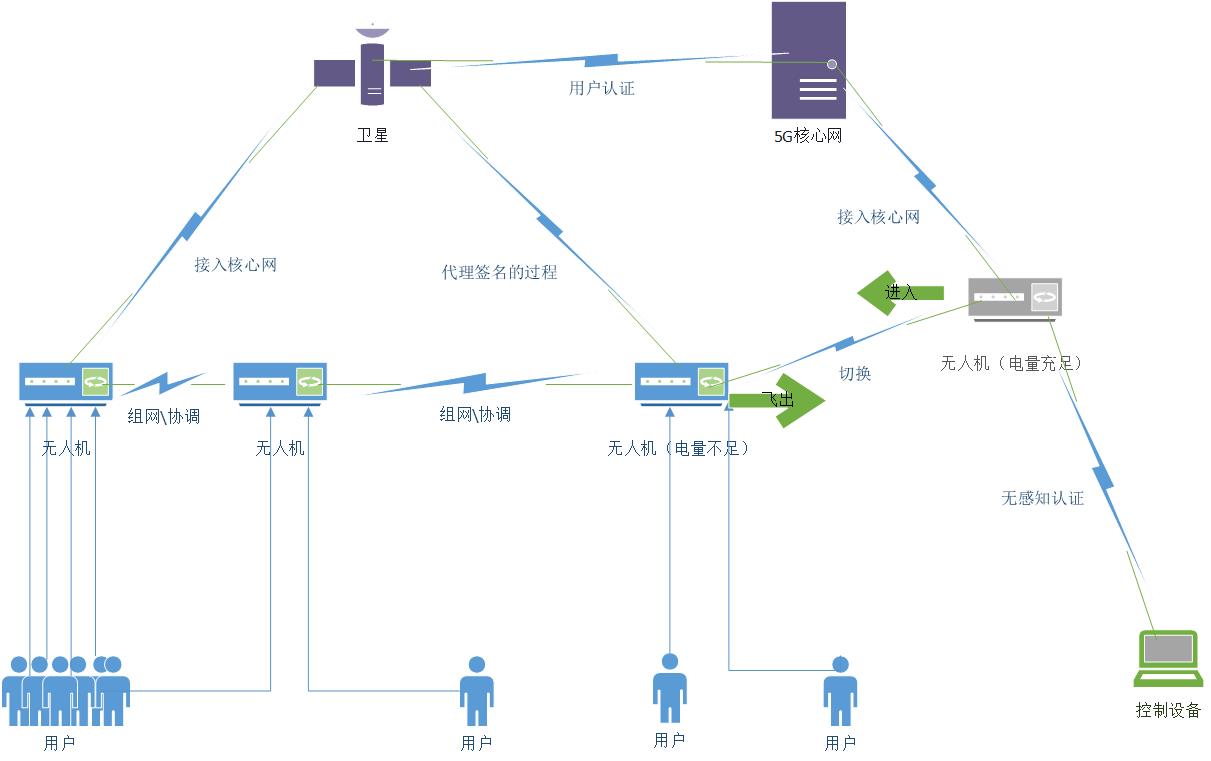 用户认证
卫星
5G核心网
接入核心网
接入核心网
代理签名的过程
进入
无人机（电量充足）
切换
飞出
组网\协调
组网\协调
无人机
无人机
无人机（电量不足）
无感知认证
控制设备
用户
用户
用户
用户